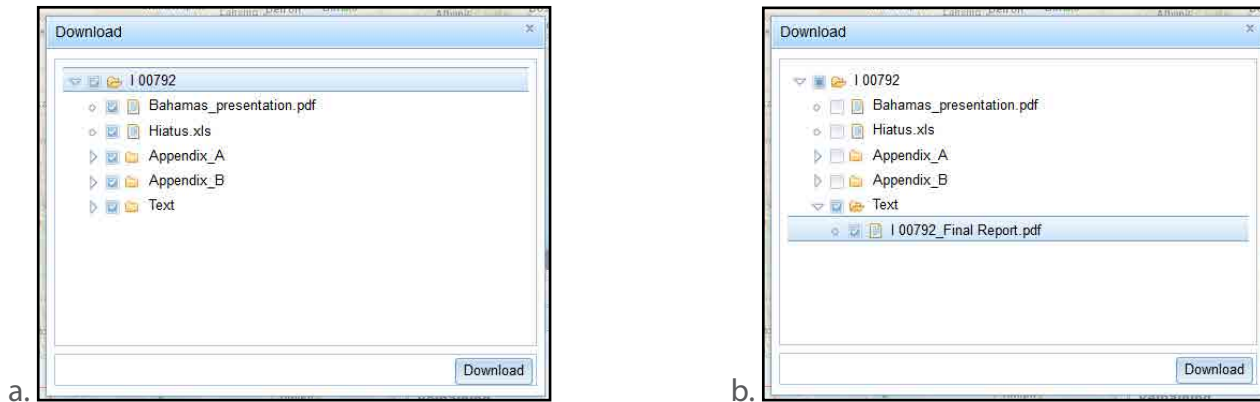 Download
I 00792
Bahamas_presentation.pdf
Hiatus.xls
Appendix_A
Appendix_B
Text
Download
a.
Download
I 00792
Bahamas_presentation.pdf
Hiatus.xls
Appendix_A
Appendix_B
Text
I 00792_Final Report.pdf
Download
b.